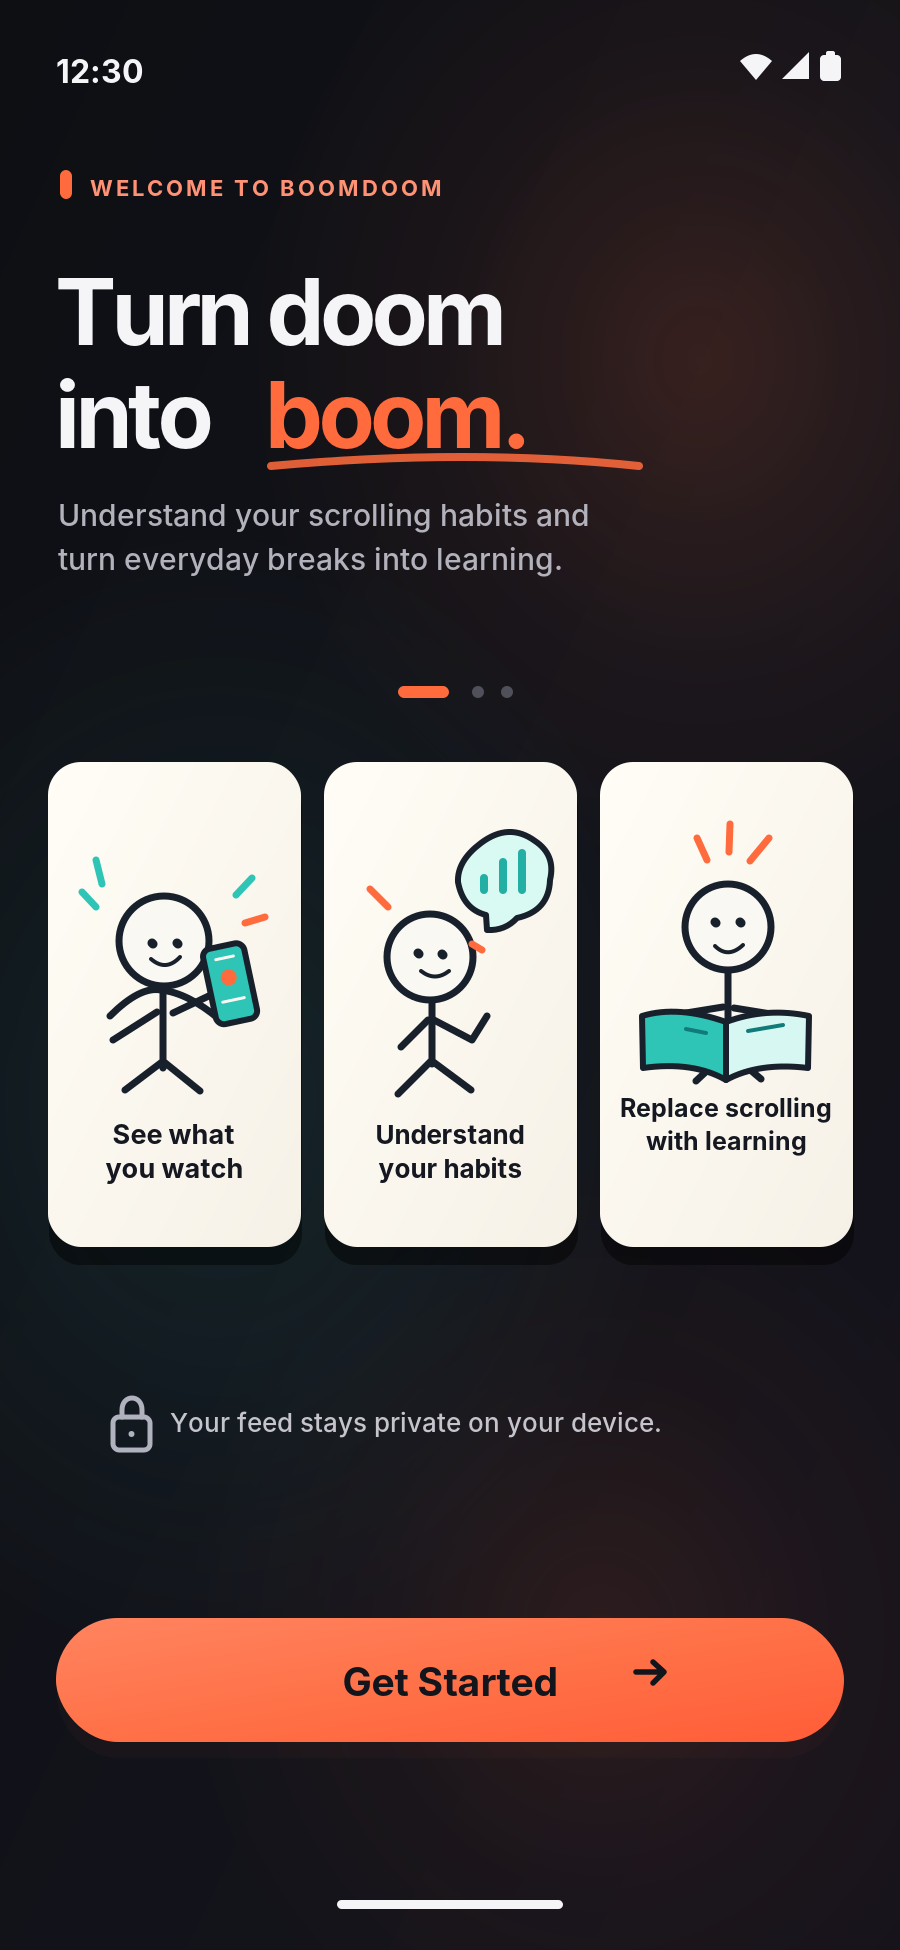 12:30
WELCOME TO BOOMDOOM
Turn doom
into boom.
Understand your scrolling habits and
turn everyday breaks into learning.
See what
you watch
Understand
your habits
Replace scrolling
with learning
Your feed stays private on your device.
Get Started